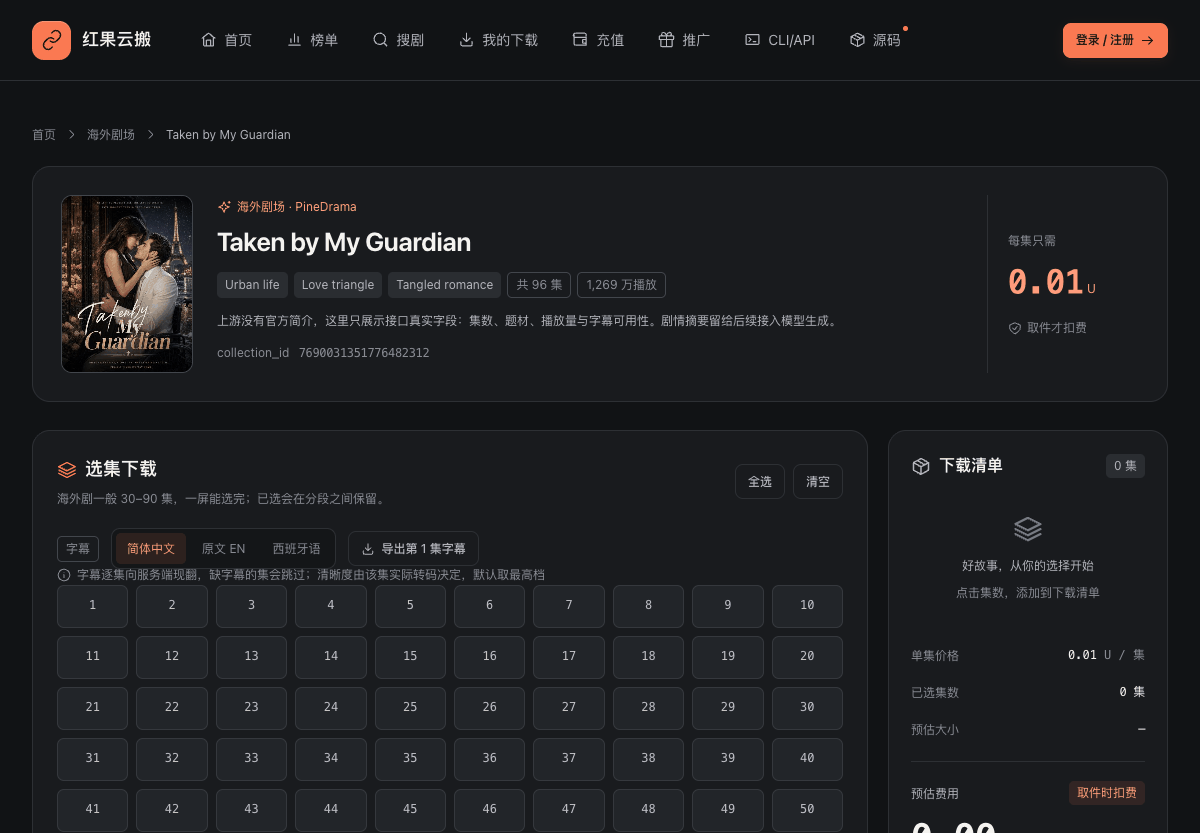 红果云搬
首页
榜单
搜剧
我的下载
充值
推广
CLI/API
源码
登录 / 注册 →
首页 > 海外剧场 > Taken by My Guardian
Taken by
My
Guardian
海外剧场 · PineDrama
Taken by My Guardian
Urban life
Love triangle
Tangled romance
共 96 集
1,269 万播放
上游没有官方简介，这里只展示接口真实字段：集数、题材、播放量与字幕可用性。剧情摘要留给后续接入模型生成。
collection_id 7690031351776482312
每集只需
0.01 U
取件才扣费
选集下载
海外剧一般 30–90 集，一屏能选完；已选会在分段之间保留。
全选
清空
字幕
简体中文
原文 EN
西班牙语
导出第 1 集字幕
字幕逐集向服务端现翻，缺字幕的集会跳过；清晰度由该集实际转码决定，默认取最高档
1 2 3 4 5 6 7 8 9 10
11 12 13 14 15 16 17 18 19 20
21 22 23 24 25 26 27 28 29 30
31 32 33 34 35 36 37 38 39 40
41 42 43 44 45 46 47 48 49 50
下载清单
0 集
好故事，从你的选择开始
点击集数，添加到下载清单
单集价格 0.01 U / 集
已选集数 0 集
预估大小 —
预估费用 取件时扣费
0.00